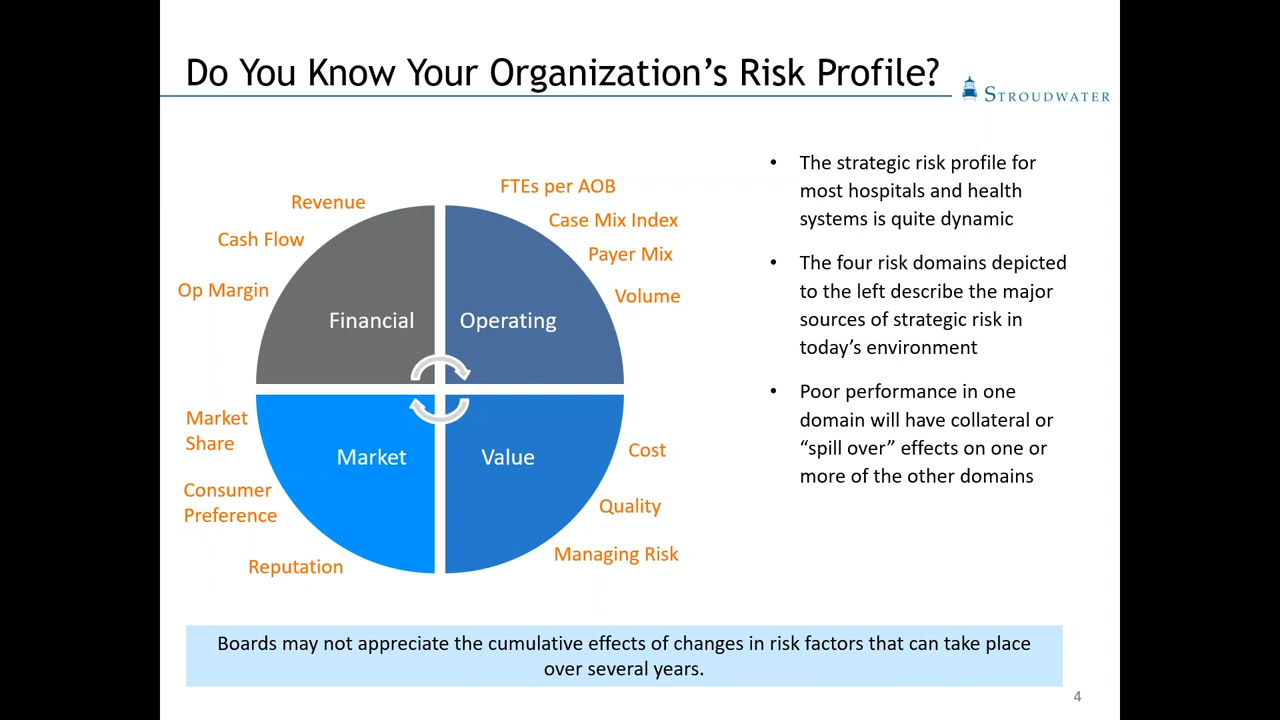 Do You Know Your Organization's Risk Profile?
STROUDWATER
Revenue
Cash Flow
Op Margin
FTEs per AOB
Case Mix Index
Payer Mix
Volume
Financial
Operating
Market
Share
Consumer
Preference
Reputation
Market
Value
Cost
Quality
Managing Risk
• The strategic risk profile for
most hospitals and health
systems is quite dynamic
• The four risk domains depicted
to the left describe the major
sources of strategic risk in
today's environment
• Poor performance in one
domain will have collateral or
“spill over” effects on one or
more of the other domains
Boards may not appreciate the cumulative effects of changes in risk factors that can take place
over several years.
4